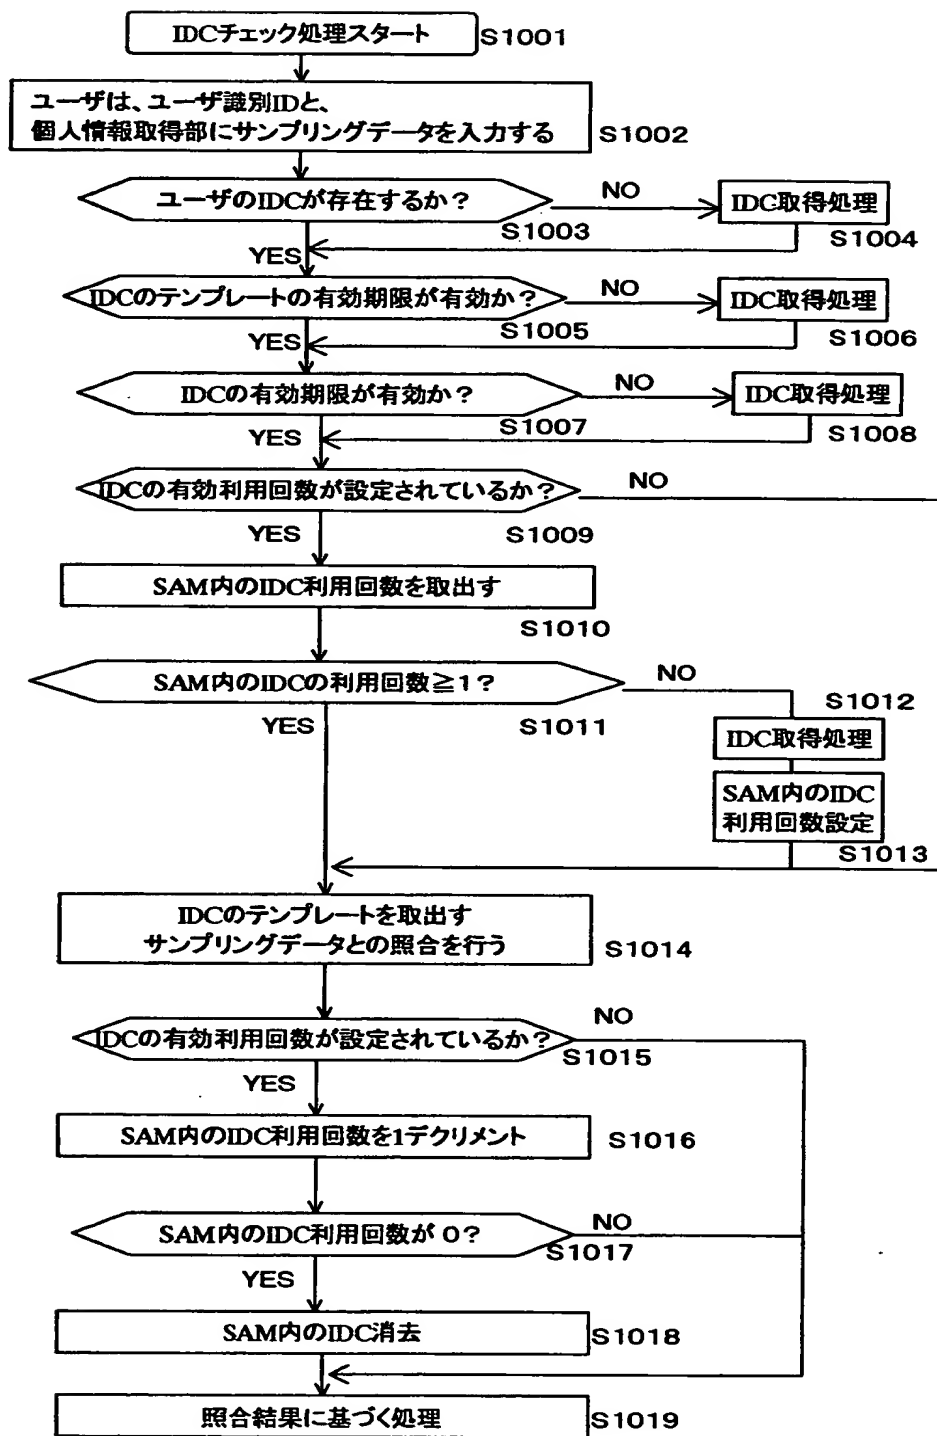 IDCチェック処理スタート
S1001
ユーザは、ユーザ識別IDと、
個人情報取得部にサンプリングデータを入力する
S1002
ユーザのIDCが存在するか？
NO
IDC取得処理
S1003
S1004
YES
IDCのテンプレートの有効期限が有効か？
NO
IDC取得処理
S1005
S1006
YES
IDCの有効期限が有効か？
NO
IDC取得処理
S1007
S1008
YES
IDCの有効利用回数が設定されているか？
NO
YES
S1009
SAM内のIDC利用回数を取出す
S1010
SAM内のIDCの利用回数≧1？
NO
YES
S1011
S1012
IDC取得処理
SAM内のIDC
利用回数設定
S1013
IDCのテンプレートを取出す
サンプリングデータとの照合を行う
S1014
IDCの有効利用回数が設定されているか？
NO
S1015
YES
SAM内のIDC利用回数を1デクリメント
S1016
SAM内のIDC利用回数が 0？
NO
S1017
YES
SAM内のIDC消去
S1018
照合結果に基づく処理
S1019